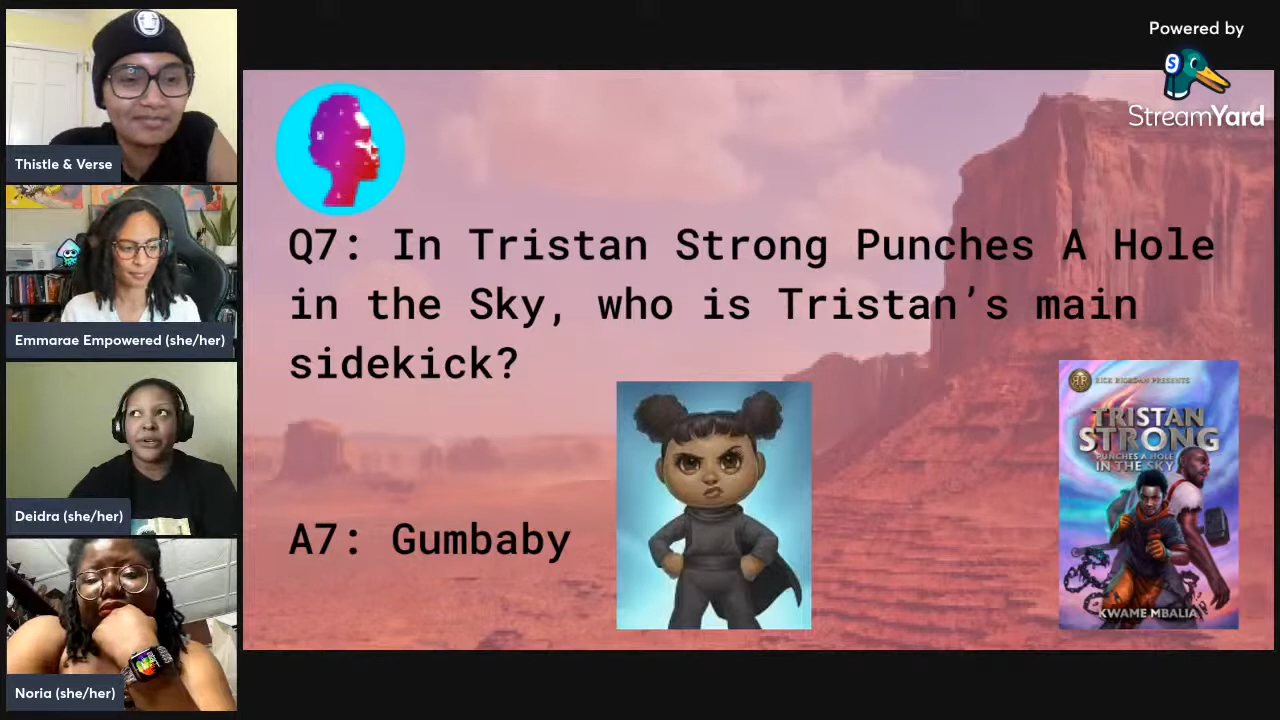 Powered by
StreamYard
Thistle & Verse
Emmarae Empowered (she/her)
Deidra (she/her)
Noria (she/her)
Q7: In Tristan Strong Punches A Hole
in the Sky, who is Tristan's main
sidekick?
A7: Gumbaby
RICK RIORDAN PRESENTS
TRISTAN
STRONG
PUNCHES A HOLE
IN THE SKY
KWAME MBALIA